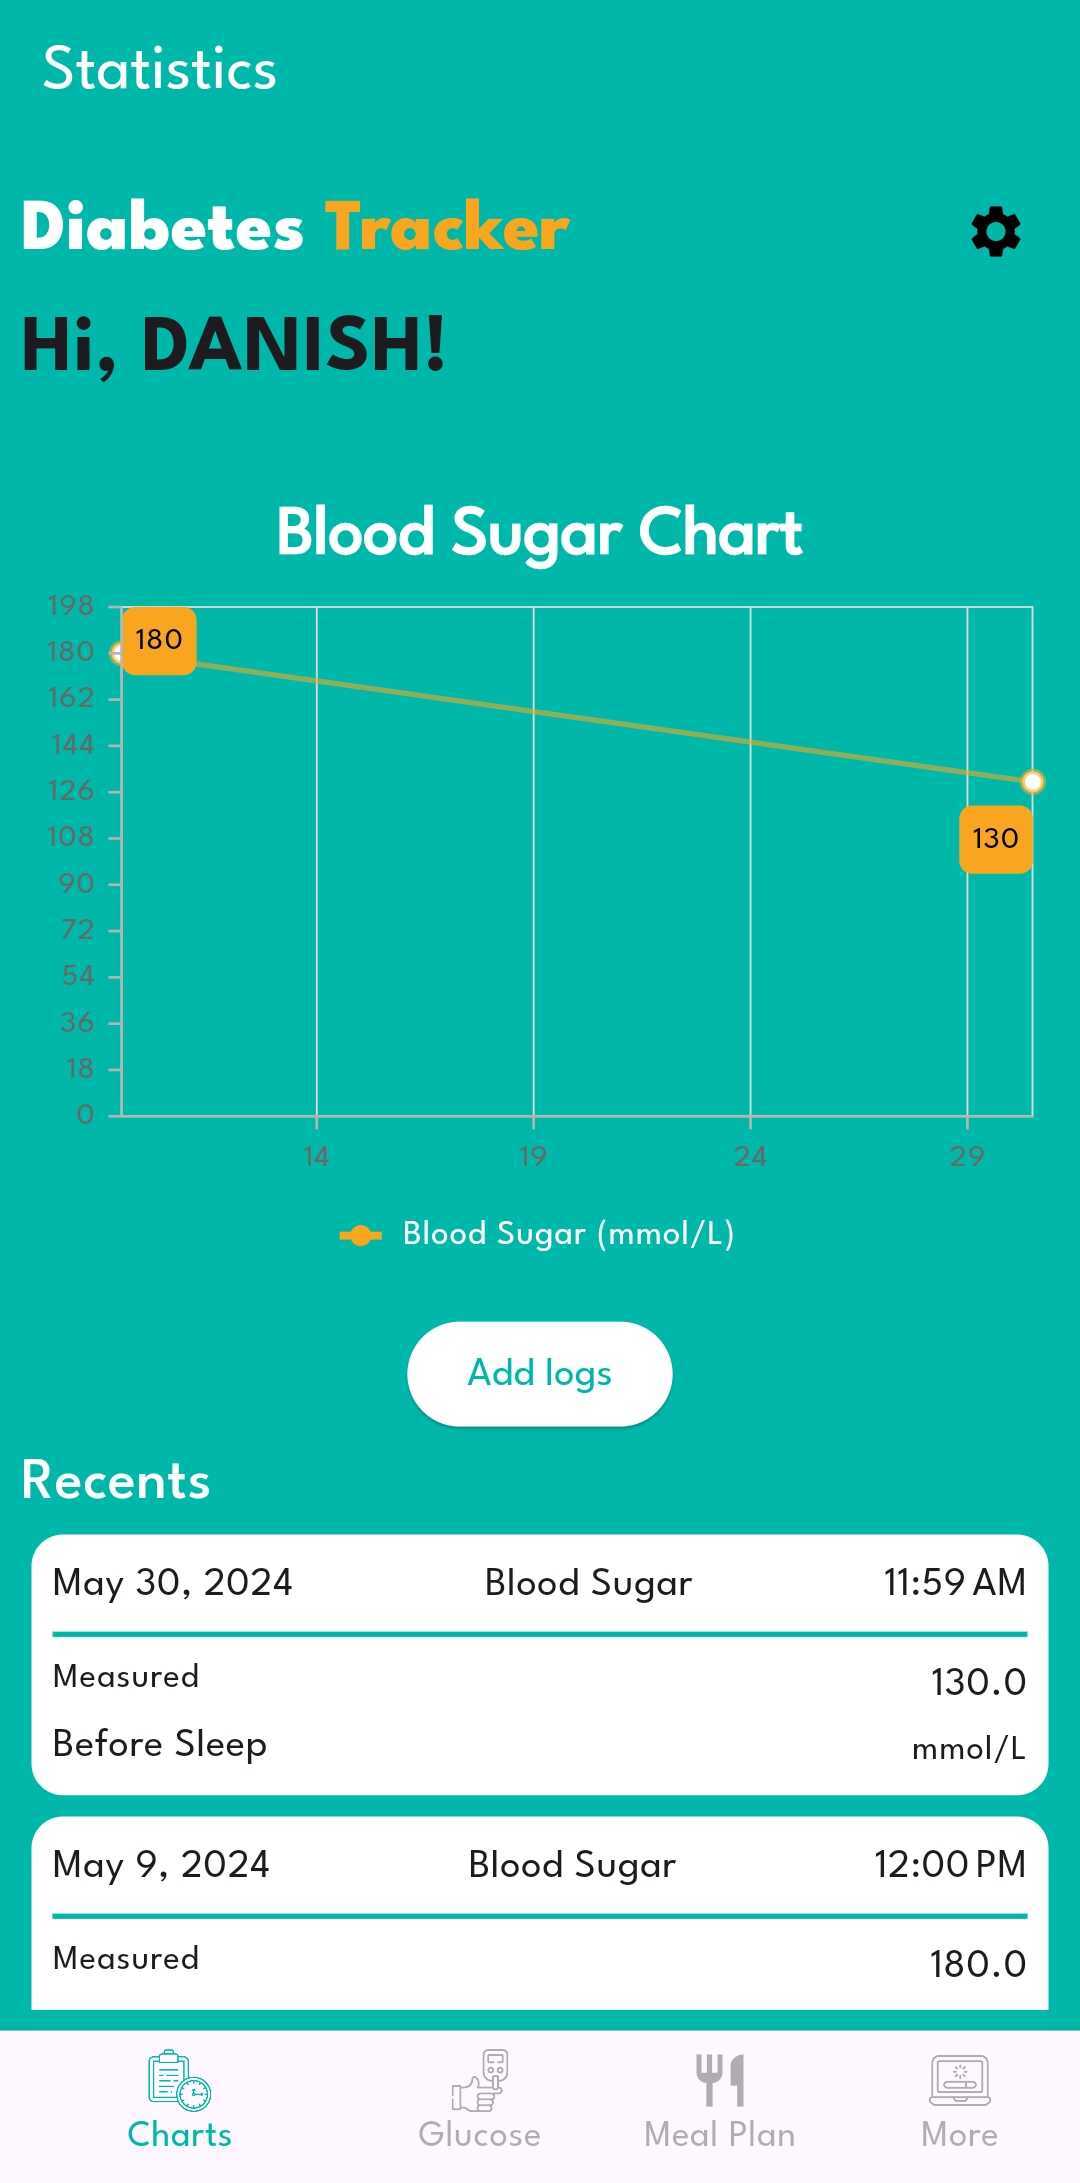 Statistics
Diabetes Tracker
Hi, DANISH!
Blood Sugar Chart
198
180
180
162
144
126
130
108
90
72
54
36
18
0
14 19 24 29
Blood Sugar (mmol/L)
Add logs
Recents
May 30, 2024 Blood Sugar 11:59 AM
Measured 130.0
Before Sleep mmol/L
May 9, 2024 Blood Sugar 12:00 PM
Measured 180.0
Charts Glucose Meal Plan More